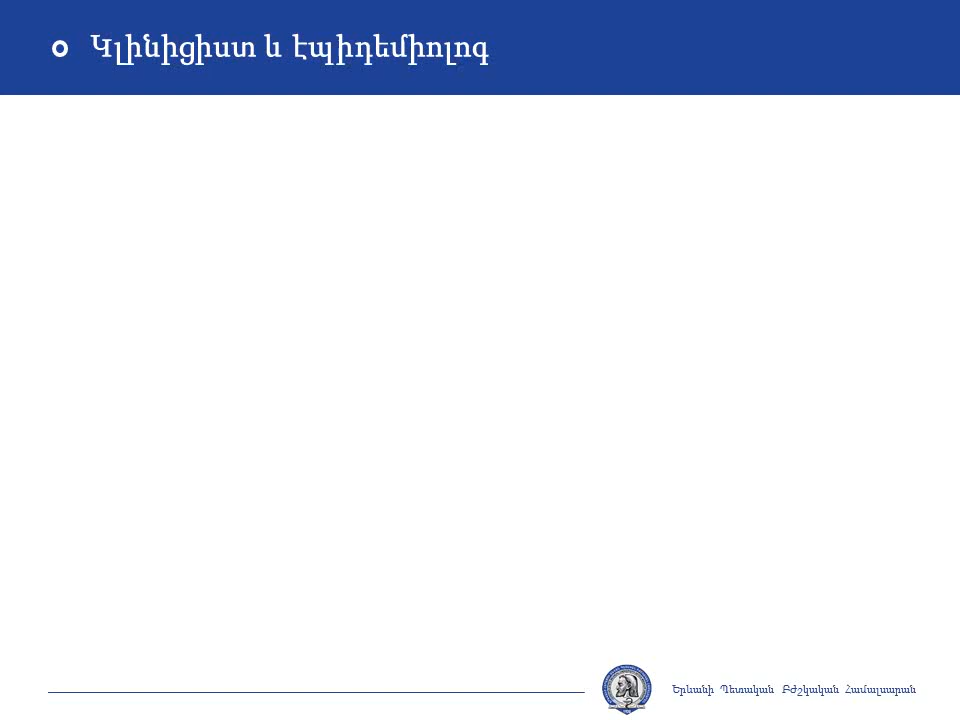 Կլինիցիստ և էպիդեմիոլոգ
Երևանի Պետական Բժշկական Համալսարան